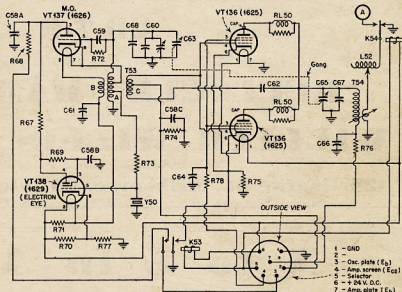 C58A
R68
M.O.
VT137 (1626)
C59
R72
C68
C60
C63
VT136 (1625)
CAP
RL50
A
K54
L52
Gang
B
A
C
T53
C61
C62
C65
C67
T54
R67
C58C
R74
CAP
RL50
VT136
(1625)
C66
R76
R69
C58B
R73
C64
R78
R75
VT138
(1629)
(ELECTRON
EYE)
Y50
OUTSIDE VIEW
R71
R70
R77
K53
1 - GND
2 -
3 - Osc. plate (Eb)
4 - Amp. screen (EC2)
5 - Selector
6 - +24 V. D.C.
7 - Amp. plate (Eb)